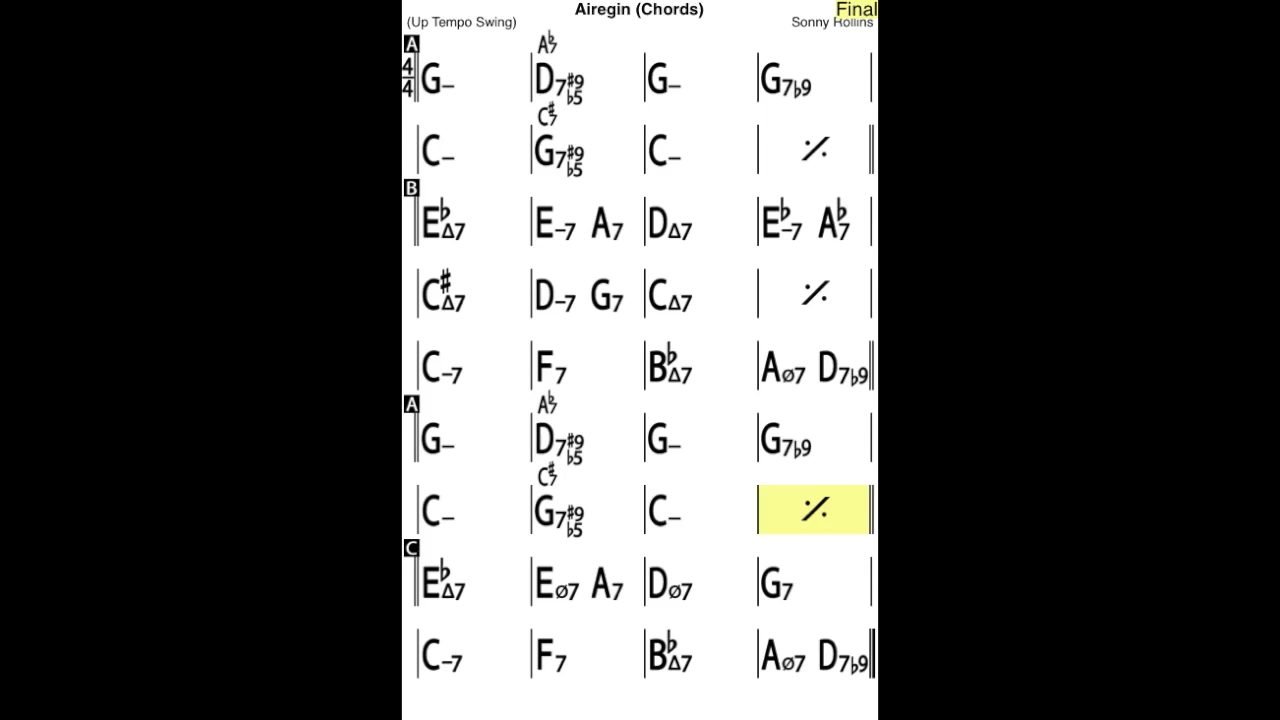 Airegin (Chords) Final
(Up Tempo Swing) Sonny Rollins
A
A♭7
4/4 G– D7♯9♭5 G– G7♭9
C♯7
C– G7♯9♭5 C– 𝄎
B
E♭Δ7 E–7 A7 DΔ7 E♭–7 A♭7
C♯Δ7 D–7 G7 CΔ7 𝄎
C–7 F7 B♭Δ7 Aø7 D7♭9
A
A♭7
G– D7♯9♭5 G– G7♭9
C♯7
C– G7♯9♭5 C– 𝄎
C
E♭Δ7 Eø7 A7 Dø7 G7
C–7 F7 B♭Δ7 Aø7 D7♭9